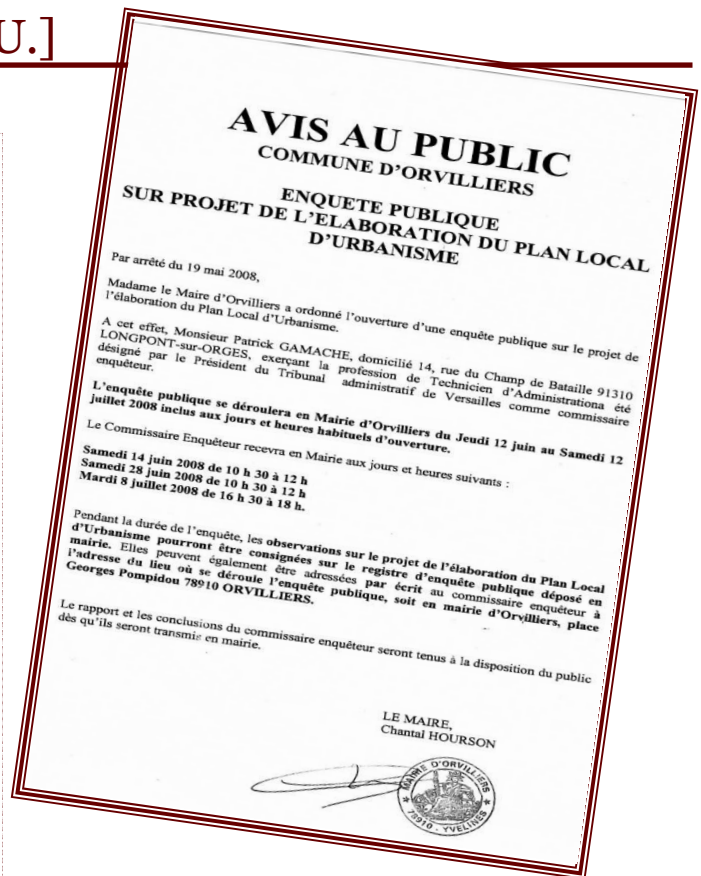 U.]
AVIS AU PUBLIC
COMMUNE D'ORVILLIERS
ENQUETE PUBLIQUE
SUR PROJET DE L'ELABORATION DU PLAN LOCAL
D'URBANISME
Par arrêté du 19 mai 2008,
Madame le Maire d'Orvilliers a ordonné l'ouverture d'une enquête publique sur le projet de
l'élaboration du Plan Local d'Urbanisme.
A cet effet, Monsieur Patrick GAMACHE, domicilié 14, rue du Champ de Bataille 91310
LONGPONT-sur-ORGES, exerçant la profession de Technicien d'Administrationa été
désigné par le Président du Tribunal administratif de Versailles comme commissaire
enquêteur.
L'enquête publique se déroulera en Mairie d'Orvilliers du Jeudi 12 juin au Samedi 12
juillet 2008 inclus aux jours et heures habituels d'ouverture.
Le Commissaire Enquêteur recevra en Mairie aux jours et heures suivants :
Samedi 14 juin 2008 de 10 h 30 à 12 h
Samedi 28 juin 2008 de 10 h 30 à 12 h
Mardi 8 juillet 2008 de 16 h 30 à 18 h.
Pendant la durée de l'enquête, les observations sur le projet de l'élaboration du Plan Local
d'Urbanisme pourront être consignées sur le registre d'enquête publique déposé en
mairie. Elles peuvent également être adressées par écrit au commissaire enquêteur à
l'adresse du lieu où se déroule l'enquête publique, soit en mairie d'Orvilliers, place
Georges Pompidou 78910 ORVILLIERS.
Le rapport et les conclusions du commissaire enquêteur seront tenus à la disposition du public
dès qu'ils seront transmis en mairie.
LE MAIRE,
Chantal HOURSON
MAIRIE D'ORVILLIERS
78910 - YVELINES